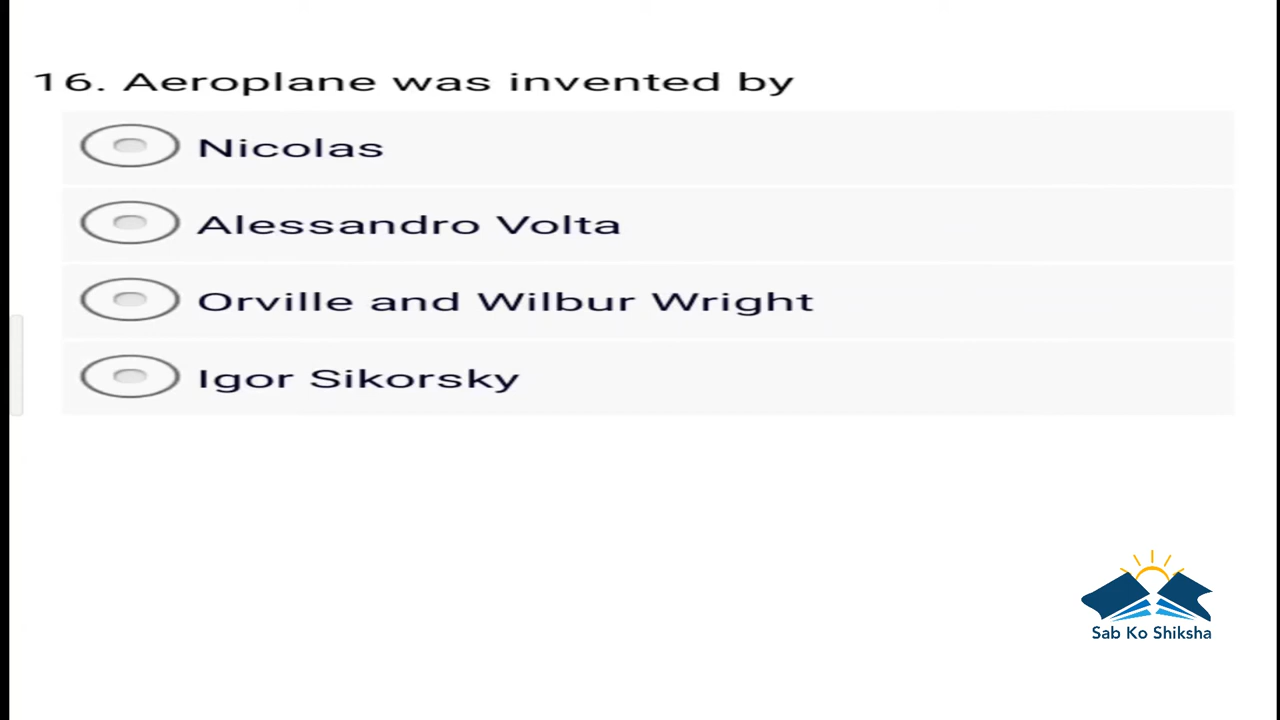 16. Aeroplane was invented by
Nicolas
Alessandro Volta
Orville and Wilbur Wright
Igor Sikorsky
Sab Ko Shiksha